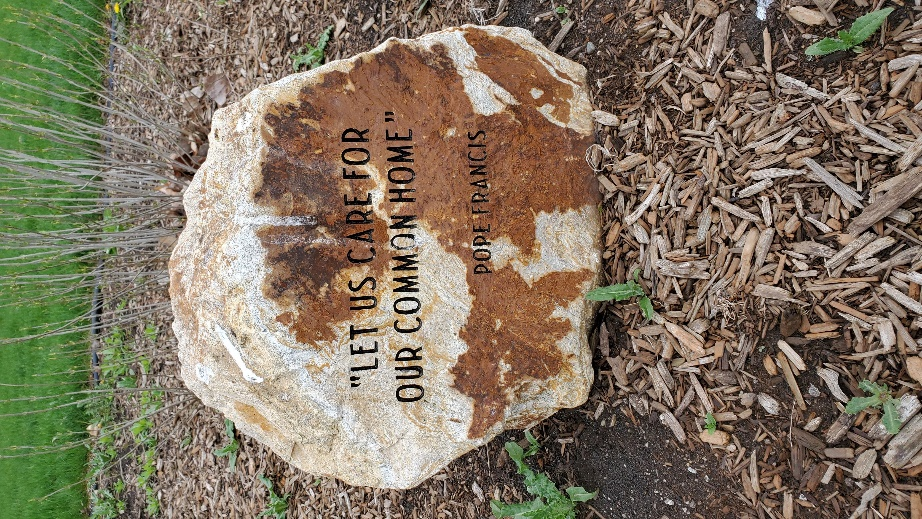 "LET US CARE FOR
OUR COMMON HOME"
POPE FRANCIS